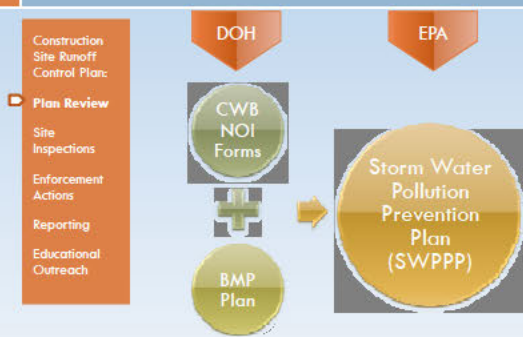 Construction
Site Runoff
Control Plan:
Plan Review
Site
Inspections
Enforcement
Actions
Reporting
Educational
Outreach
DOH
CWB
NOI
Forms
BMP
Plan
EPA
Storm Water
Pollution
Prevention
Plan
(SWPPP)